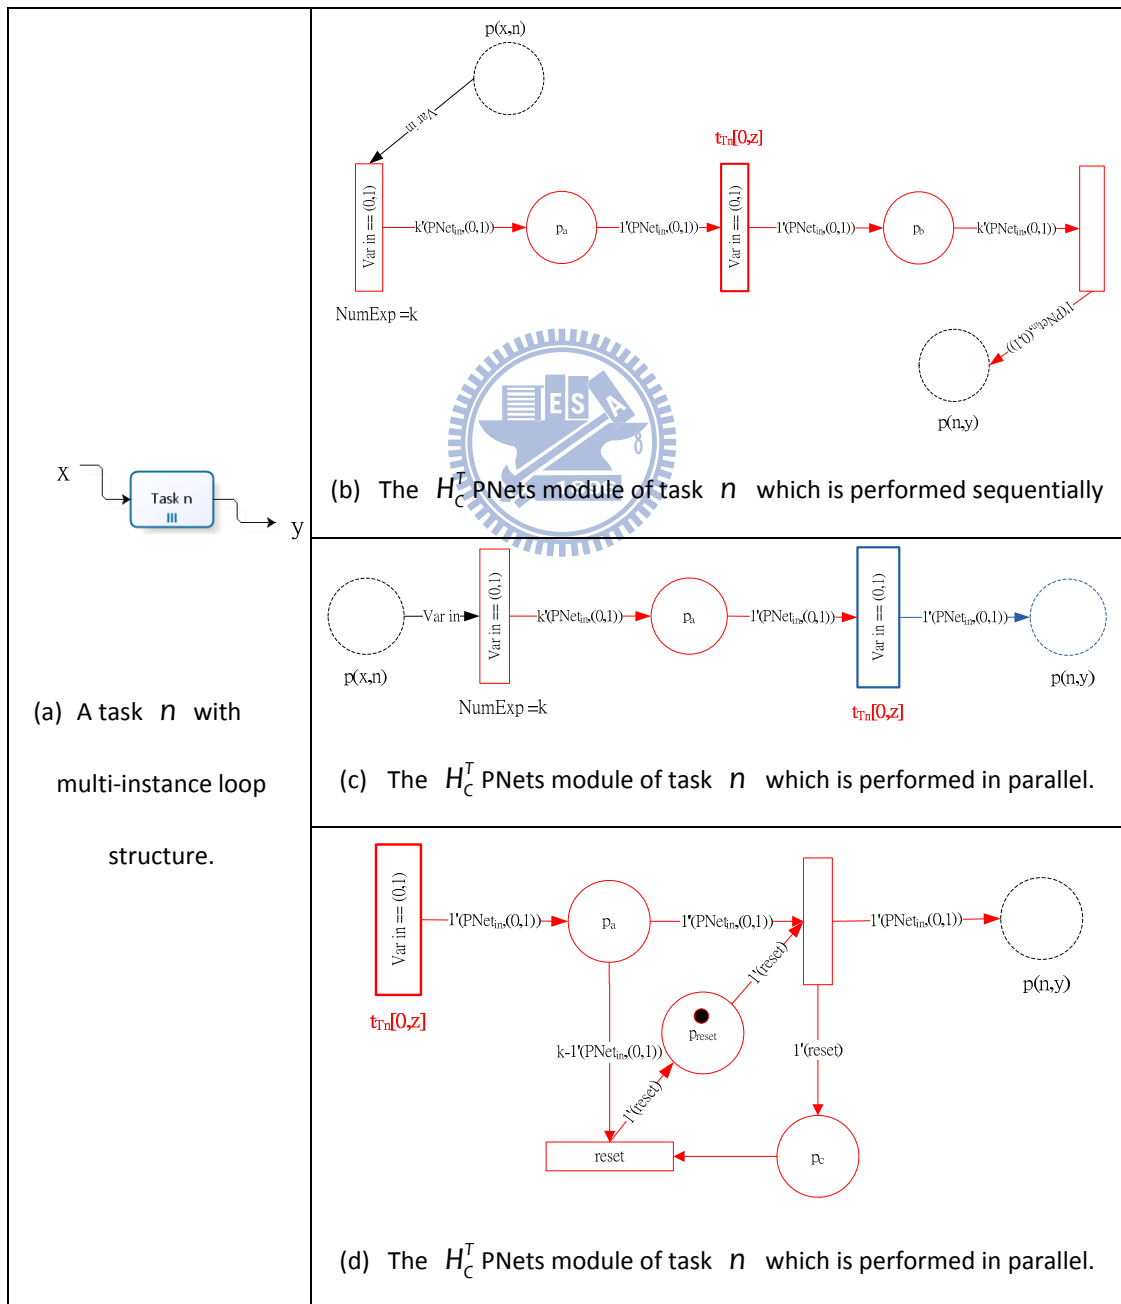 X
Task n
y
(a) A task n with
multi-instance loop
structure.
p(x,n)
Var in
Var in == (0,1)
NumExp =k
k'(PNetin,(0,1))
pa
1'(PNetin,(0,1))
tTn[0,z]
Var in == (0,1)
1'(PNetin,(0,1))
pb
k'(PNetin,(0,1))
1'(PNetin,(0,1))
p(n,y)
E S A
(b) The H_C^T PNets module of task n which is performed sequentially
p(x,n)
Var in
Var in == (0,1)
NumExp =k
k'(PNetin,(0,1))
pa
1'(PNetin,(0,1))
Var in == (0,1)
tTn[0,z]
1'(PNetin,(0,1))
p(n,y)
(c) The H_C^T PNets module of task n which is performed in parallel.
Var in == (0,1)
tTn[0,z]
1'(PNetin,(0,1))
pa
1'(PNetin,(0,1))
1'(PNetin,(0,1))
p(n,y)
1'(reset)
preset
k-1'(PNetin,(0,1))
1'(reset)
1'(reset)
reset
pc
(d) The H_C^T PNets module of task n which is performed in parallel.